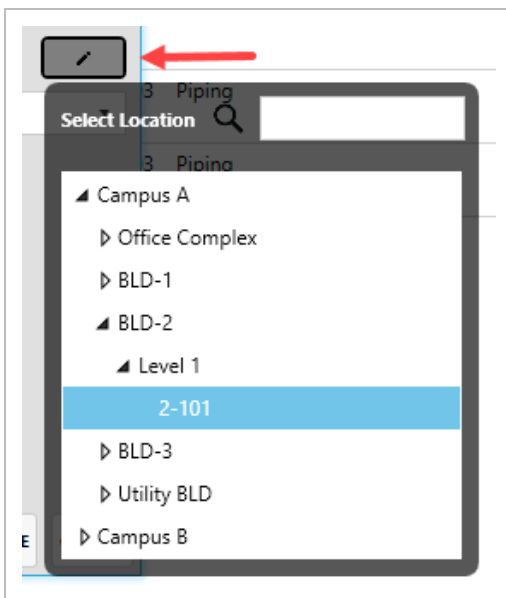 3 Piping
Select Location
3 Piping
Campus A
Office Complex
BLD-1
BLD-2
Level 1
2-101
BLD-3
Utility BLD
Campus B
E